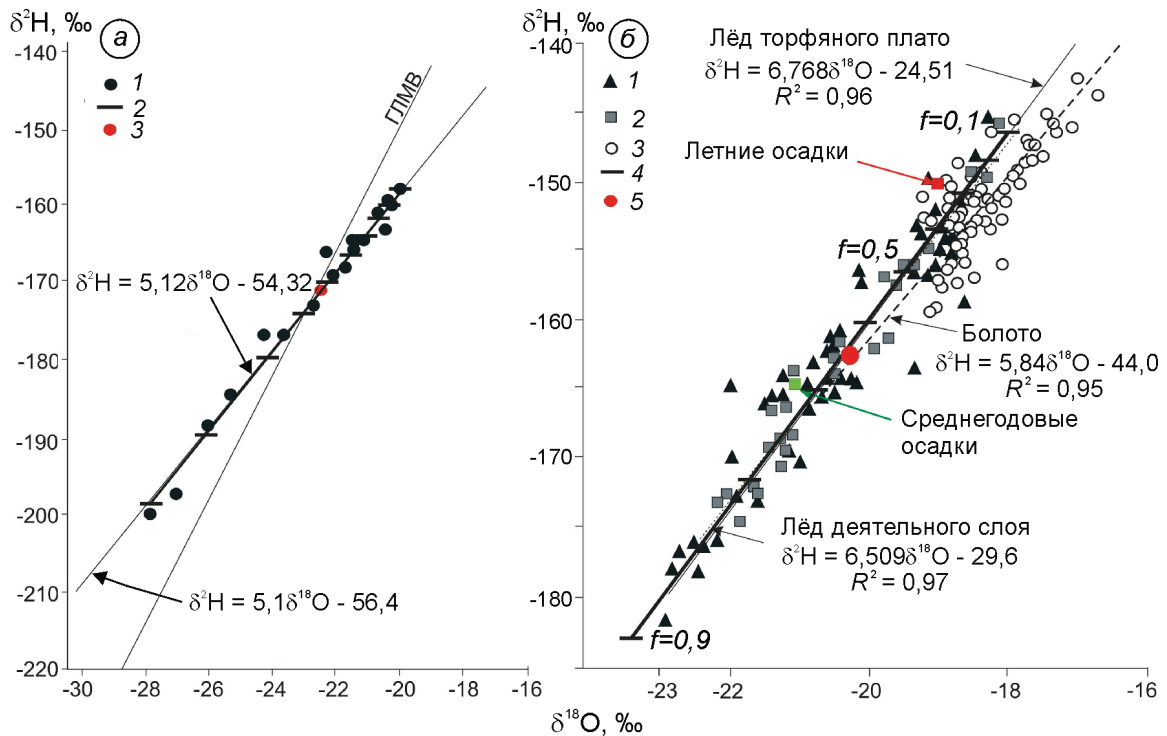 δ²H, ‰
а
-140
-150
-160
-170
-180
-190
-200
-210
-220
1
2
3
ГЛМВ
δ²H = 5,12δ¹⁸O - 54,32
δ²H = 5,1δ¹⁸O - 56,4
-30
-28
-26
-24
-22
-20
-18
-16
δ²H, ‰
б
-140
-150
-160
-170
-180
1
2
3
4
5
Лёд торфяного плато
δ²H = 6,768δ¹⁸O - 24,51
R² = 0,96
f=0,1
Летние осадки
f=0,5
Болото
δ²H = 5,84δ¹⁸O - 44,0
R² = 0,95
Среднегодовые
осадки
Лёд деятельного слоя
δ²H = 6,509δ¹⁸O - 29,6
R² = 0,97
f=0,9
-23
-22
-20
-18
-16
δ¹⁸O, ‰